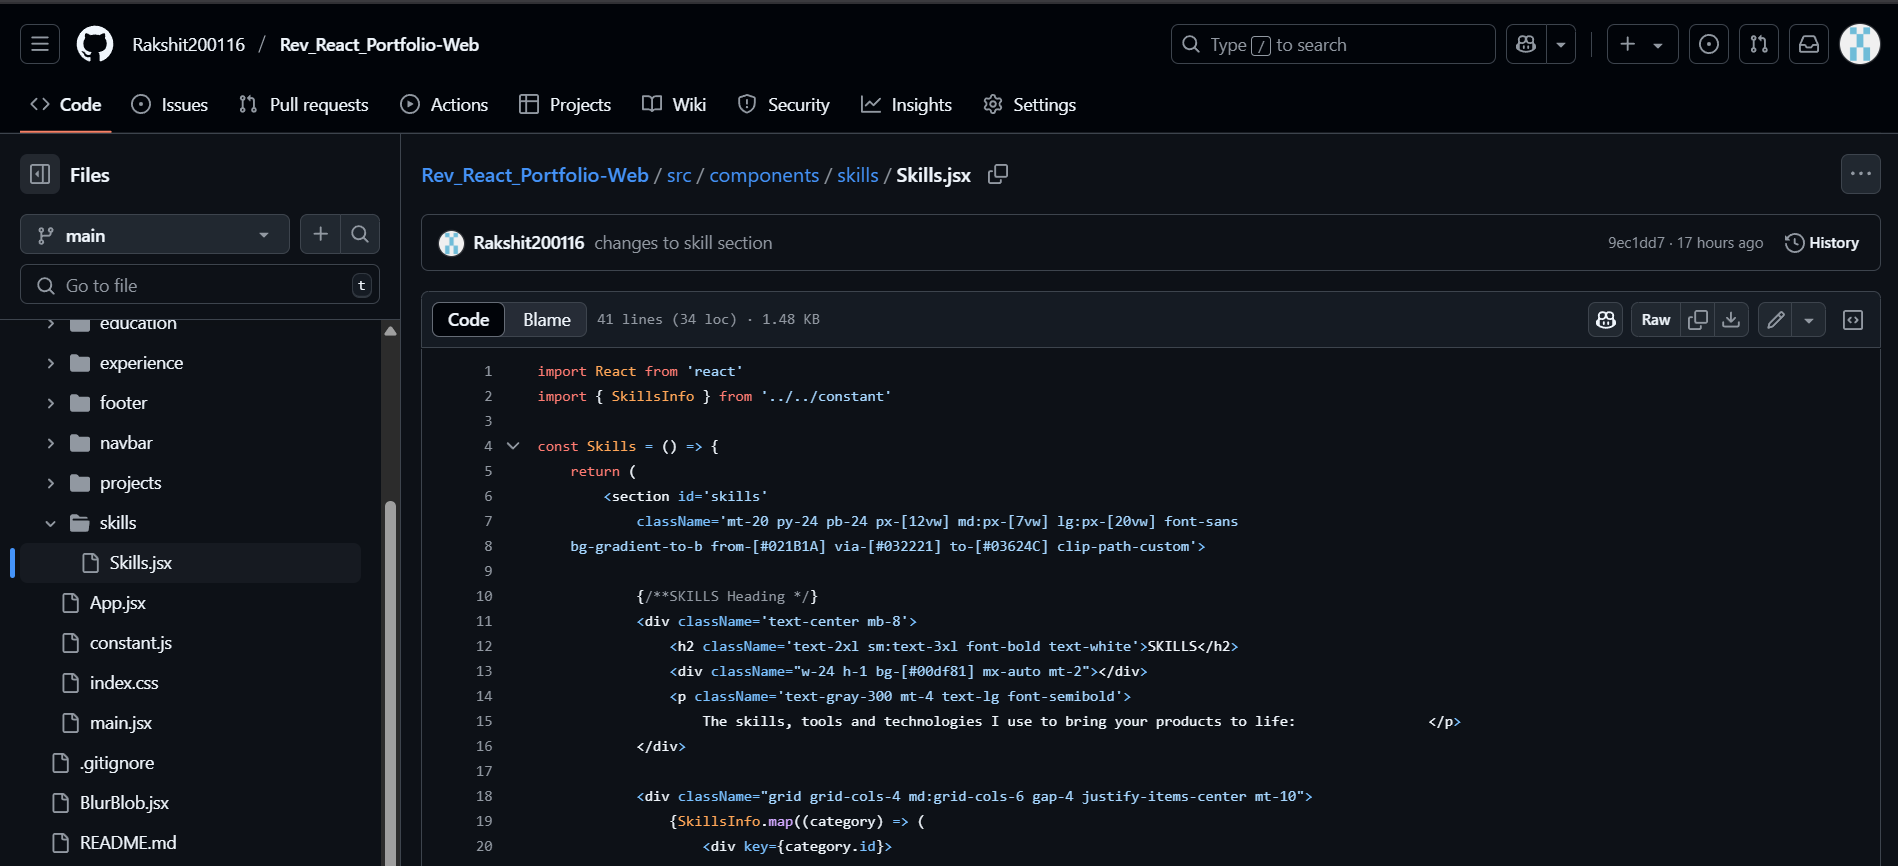 Rakshit200116 / Rev_React_Portfolio-Web
Type / to search
Code Issues Pull requests Actions Projects Wiki Security Insights Settings
Files
main
Go to file t
education
experience
footer
navbar
projects
skills
Skills.jsx
App.jsx
constant.js
index.css
main.jsx
.gitignore
BlurBlob.jsx
README.md
Rev_React_Portfolio-Web / src / components / skills / Skills.jsx
Rakshit200116 changes to skill section 9ec1dd7 · 17 hours ago History
Code Blame 41 lines (34 loc) · 1.48 KB Raw
1 import React from 'react'
2 import { SkillsInfo } from '../../constant'
3
4 const Skills = () => {
5 return (
6 <section id='skills'
7 className='mt-20 py-24 pb-24 px-[12vw] md:px-[7vw] lg:px-[20vw] font-sans
8 bg-gradient-to-b from-[#021B1A] via-[#032221] to-[#03624C] clip-path-custom'>
9
10 {/**SKILLS Heading */}
11 <div className='text-center mb-8'>
12 <h2 className='text-2xl sm:text-3xl font-bold text-white'>SKILLS</h2>
13 <div className="w-24 h-1 bg-[#00df81] mx-auto mt-2"></div>
14 <p className='text-gray-300 mt-4 text-lg font-semibold'>
15 The skills, tools and technologies I use to bring your products to life: </p>
16 </div>
17
18 <div className="grid grid-cols-4 md:grid-cols-6 gap-4 justify-items-center mt-10">
19 {SkillsInfo.map((category) => (
20 <div key={category.id}>